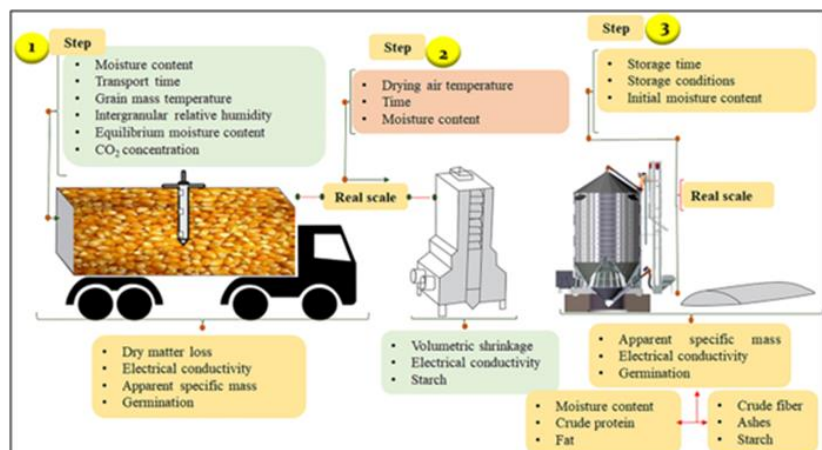 1
Step
• Moisture content
• Transport time
• Grain mass temperature
• Intergranular relative humidity
• Equilibrium moisture content
• CO₂ concentration
Step
2
• Drying air temperature
• Time
• Moisture content
Step
3
• Storage time
• Storage conditions
• Initial moisture content
Real scale
Real scale
• Dry matter loss
• Electrical conductivity
• Apparent specific mass
• Germination
• Volumetric shrinkage
• Electrical conductivity
• Starch
• Apparent specific mass
• Electrical conductivity
• Germination
• Moisture content
• Crude protein
• Fat
• Crude fiber
• Ashes
• Starch